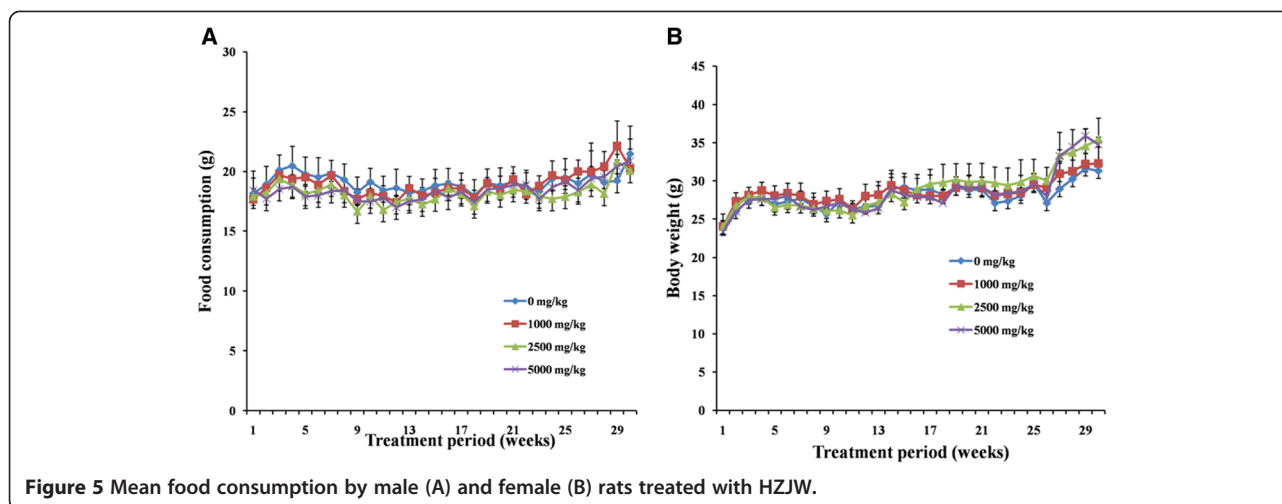 A
30
25
20
15
10
5
0
Food consumption (g)
1 5 9 13 17 21 25 29
Treatment period (weeks)
0 mg/kg
1000 mg/kg
2500 mg/kg
5000 mg/kg
B
45
40
35
30
25
20
15
10
5
0
Body weight (g)
1 5 9 13 17 21 25 29
Treatment period (weeks)
0 mg/kg
1000 mg/kg
2500 mg/kg
5000 mg/kg
Figure 5 Mean food consumption by male (A) and female (B) rats treated with HZJW.